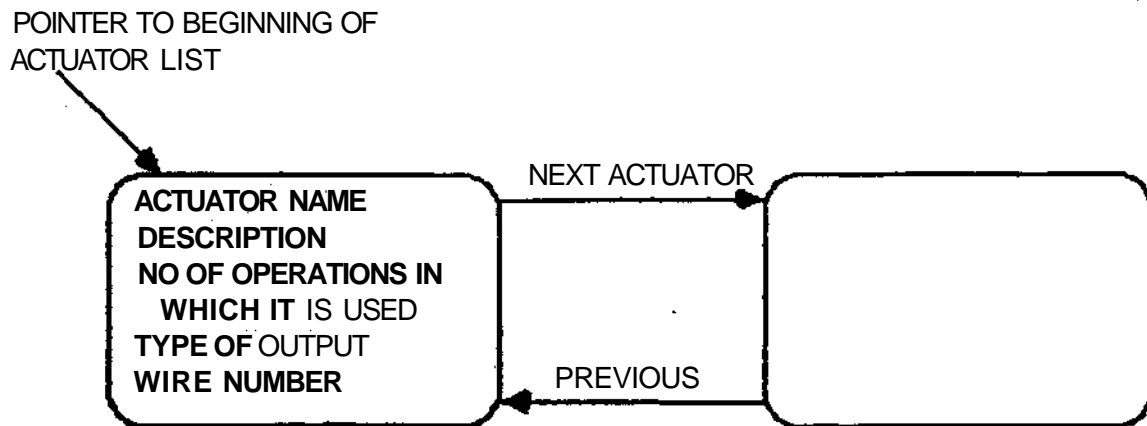 POINTER TO BEGINNING OF
ACTUATOR LIST
NEXT ACTUATOR
ACTUATOR NAME
DESCRIPTION
NO OF OPERATIONS IN
WHICH IT IS USED
TYPE OF OUTPUT
WIRE NUMBER
PREVIOUS